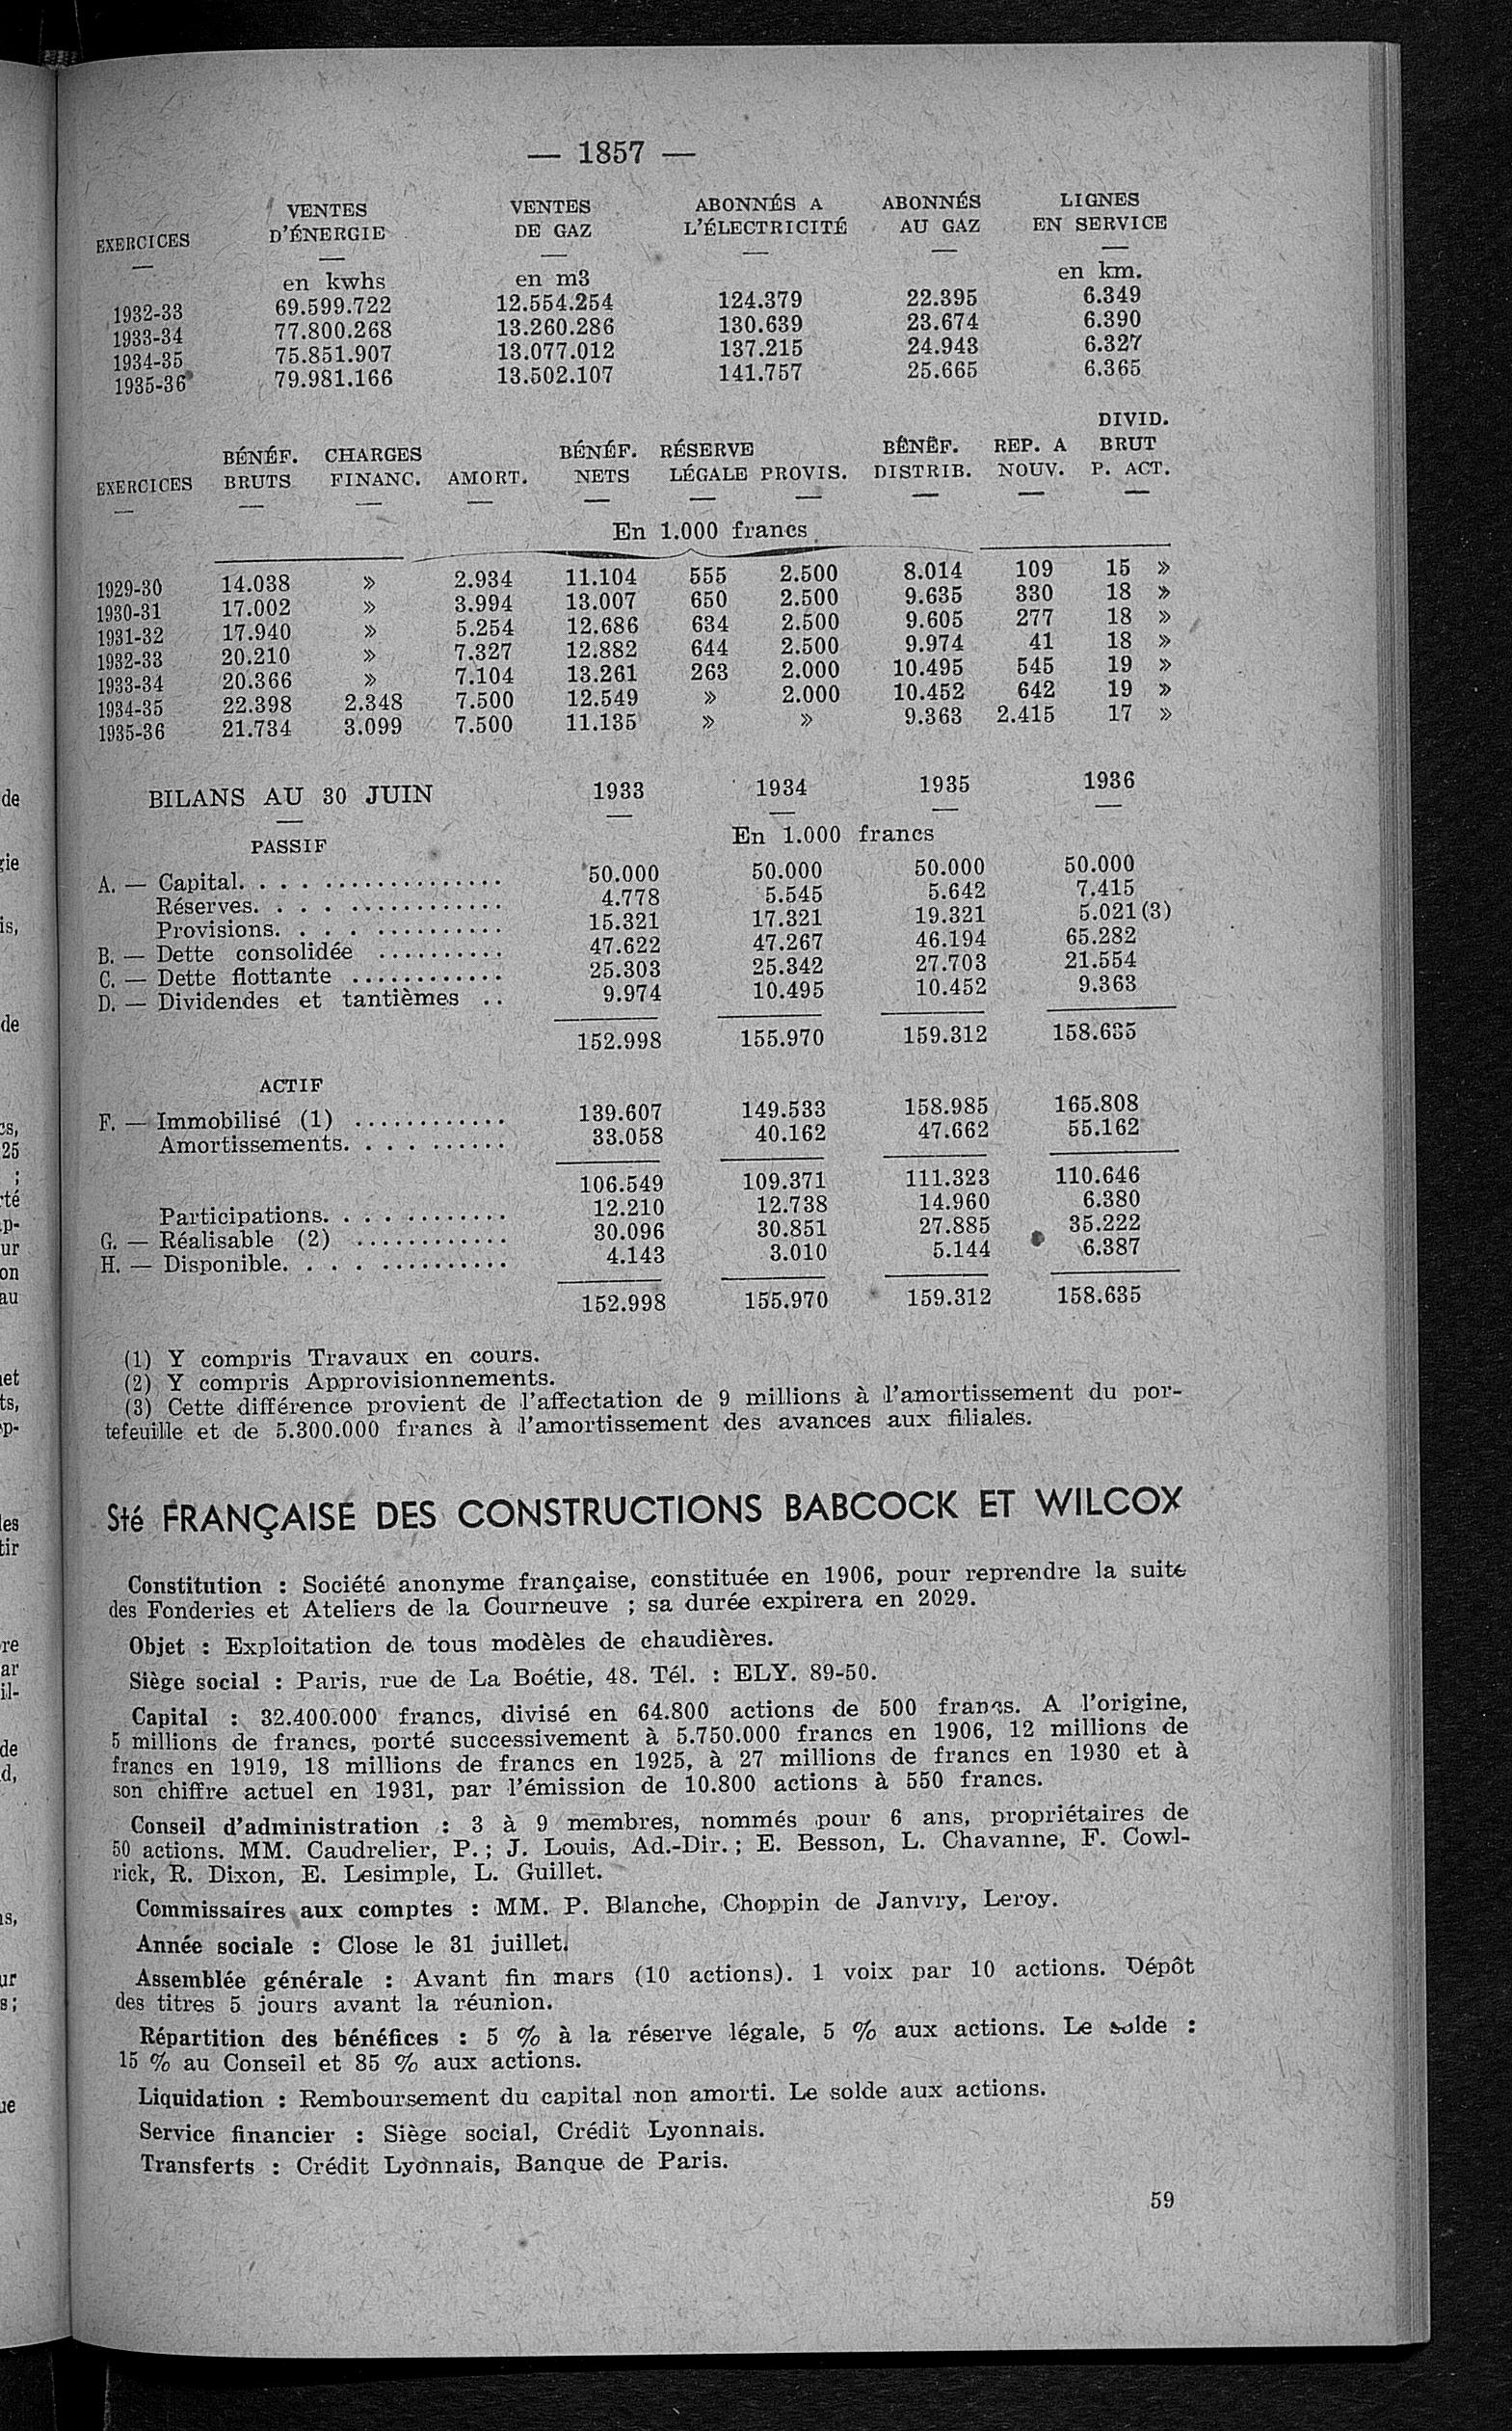 — 1857 —
EXERCICES VENTES D'ÉNERGIE VENTES DE GAZ ABONNÉS A L'ÉLECTRICITÉ ABONNÉS AU GAZ LIGNES EN SERVICE
en kwhs en m3 en km.
1932-33 69.599.722 12.554.254 124.379 22.395 6.349
1933-34 77.800.268 13.260.286 130.639 23.674 6.390
1934-35 75.851.907 13.077.012 137.215 24.943 6.327
1935-36 79.981.166 13.502.107 141.757 25.665 6.365
EXERCICES BÉNÉF. BRUTS CHARGES FINANC. AMORT. BÉNÉF. NETS RÉSERVE LÉGALE PROVIS. BÉNÉF. DISTRIB. REP. A NOUV. DIVID. BRUT P. ACT.
En 1.000 francs
1929-30 14.038 » 2.934 11.104 555 2.500 8.014 109 15 »
1930-31 17.002 » 3.994 13.007 650 2.500 9.635 330 18 »
1931-32 17.940 » 5.254 12.686 634 2.500 9.605 277 18 »
1932-33 20.210 » 7.327 12.882 644 2.500 9.974 41 18 »
1933-34 20.366 » 7.104 13.261 263 2.000 10.495 545 19 »
1934-35 22.398 2.348 7.500 12.549 » 2.000 10.452 642 19 »
1935-36 21.734 3.099 7.500 11.135 » » 9.363 2.415 17 »
BILANS AU 30 JUIN 1933 1934 1935 1936
PASSIF En 1.000 francs
A. — Capital. . . . ................ 50.000 50.000 50.000 50.000
Réserves. . . . .............. 4.778 5.545 5.642 7.415
Provisions. . . . . ........... 15.321 17.321 19.321 5.021 (3)
B. — Dette consolidée .......... 47.622 47.267 46.194 65.282
C. — Dette flottante ............ 25.303 25.342 27.703 21.554
D. — Dividendes et tantièmes .. 9.974 10.495 10.452 9.363
152.998 155.970 159.312 158.635
ACTIF
F. — Immobilisé (1) ............ 139.607 149.533 158.985 165.808
Amortissements. . . . ....... 33.058 40.162 47.662 55.162
106.549 109.371 111.323 110.646
Participations. . . . ......... 12.210 12.738 14.960 6.380
G. — Réalisable (2) ............ 30.096 30.851 27.885 35.222
H. — Disponible. . . . . ........... 4.143 3.010 5.144 6.387
152.998 155.970 159.312 158.635
(1) Y compris Travaux en cours.
(2) Y compris Approvisionnements.
(3) Cette différence provient de l'affectation de 9 millions à l'amortissement du por-
tefeuille et de 5.300.000 francs à l'amortissement des avances aux filiales.
Sté FRANÇAISE DES CONSTRUCTIONS BABCOCK ET WILCOX
Constitution : Société anonyme française, constituée en 1906, pour reprendre la suite
des Fonderies et Ateliers de la Courneuve ; sa durée expirera en 2029.
Objet : Exploitation de tous modèles de chaudières.
Siège social : Paris, rue de La Boétie, 48. Tél. : ELY. 89-50.
Capital : 32.400.000 francs, divisé en 64.800 actions de 500 francs. A l'origine,
5 millions de francs, porté successivement à 5.750.000 francs en 1906, 12 millions de
francs en 1919, 18 millions de francs en 1925, à 27 millions de francs en 1930 et à
son chiffre actuel en 1931, par l'émission de 10.800 actions à 550 francs.
Conseil d'administration : 3 à 9 membres, nommés pour 6 ans, propriétaires de
50 actions. MM. Caudrelier, P. ; J. Louis, Ad.-Dir. ; E. Besson, L. Chavanne, F. Cowl-
rick, R. Dixon, E. Lesimple, L. Guillet.
Commissaires aux comptes : MM. P. Blanche, Choppin de Janvry, Leroy.
Année sociale : Close le 31 juillet.
Assemblée générale : Avant fin mars (10 actions). 1 voix par 10 actions. Dépôt
des titres 5 jours avant la réunion.
Répartition des bénéfices : 5 % à la réserve légale, 5 % aux actions. Le solde :
15 % au Conseil et 85 % aux actions.
Liquidation : Remboursement du capital non amorti. Le solde aux actions.
Service financier : Siège social, Crédit Lyonnais.
Transferts : Crédit Lyonnais, Banque de Paris.
59